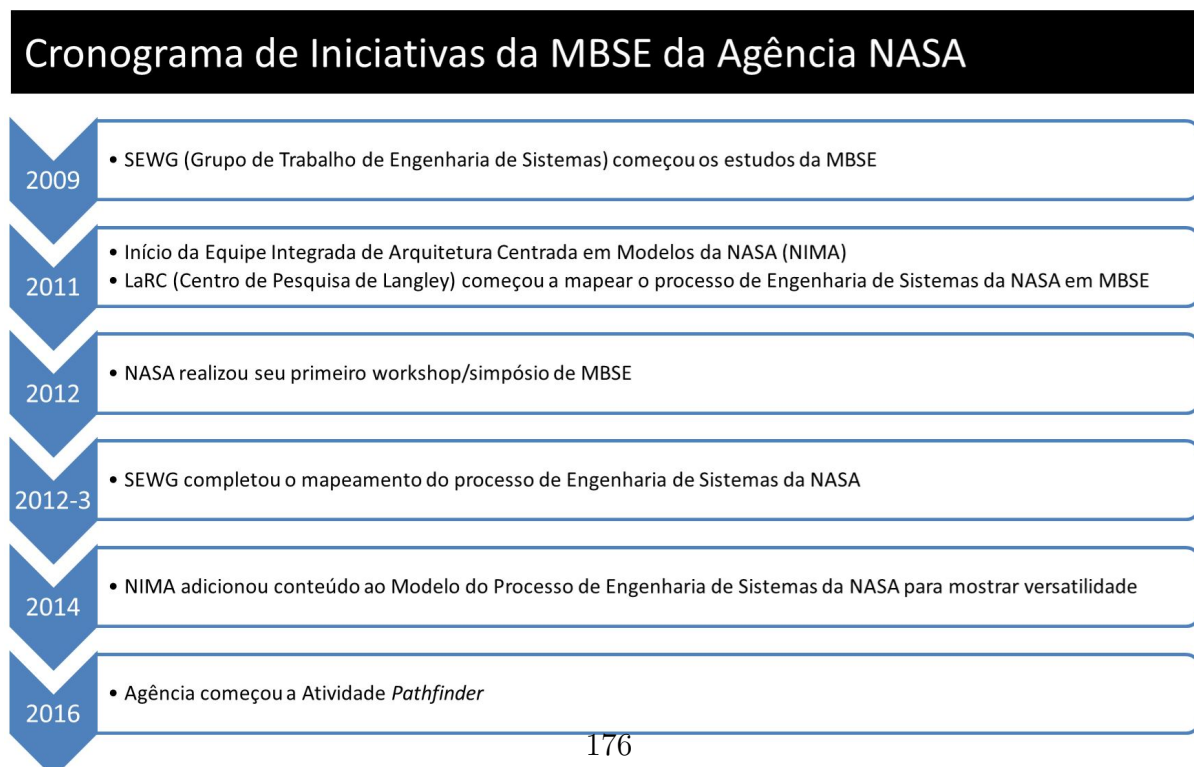 Cronograma de Iniciativas da MBSE da Agência NASA
2009
• SEWG (Grupo de Trabalho de Engenharia de Sistemas) começou os estudos da MBSE
2011
• Início da Equipe Integrada de Arquitetura Centrada em Modelos da NASA (NIMA)
• LaRC (Centro de Pesquisa de Langley) começou a mapear o processo de Engenharia de Sistemas da NASA em MBSE
2012
• NASA realizou seu primeiro workshop/simpósio de MBSE
2012-3
• SEWG completou o mapeamento do processo de Engenharia de Sistemas da NASA
2014
• NIMA adicionou conteúdo ao Modelo do Processo de Engenharia de Sistemas da NASA para mostrar versatilidade
2016
• Agência começou a Atividade Pathfinder
176